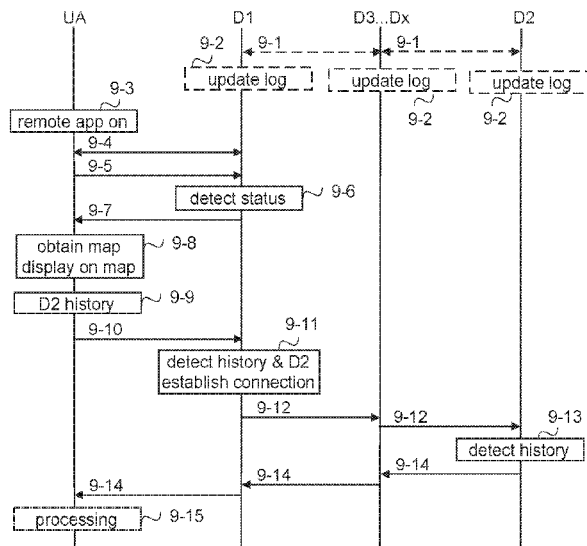 UA D1 D3...Dx D2
9-2 9-1 9-1
update log update log update log
9-3 9-2 9-2
remote app on
9-4
9-5
detect status 9-6
9-7
obtain map 9-8
display on map
D2 history 9-9
9-10 9-11
detect history & D2
establish connection
9-12 9-12 9-13
detect history
9-14 9-14 9-14
processing 9-15